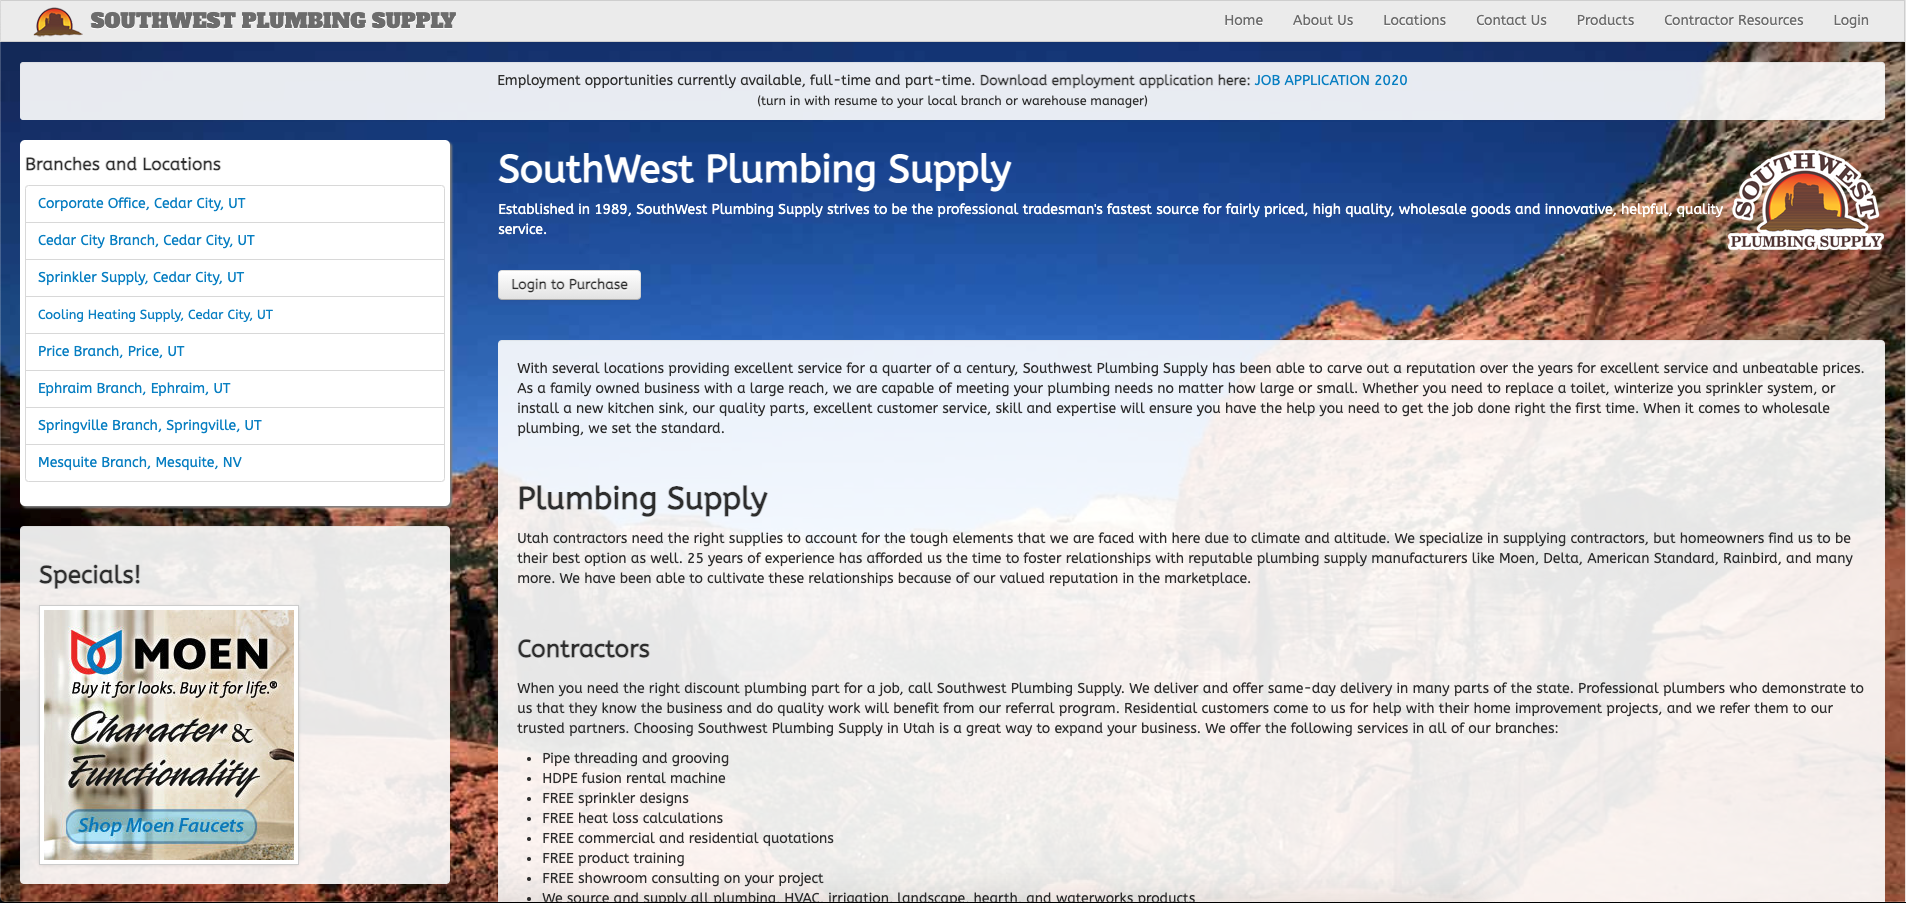 SOUTHWEST PLUMBING SUPPLY
Home About Us Locations Contact Us Products Contractor Resources Login
Employment opportunities currently available, full-time and part-time. Download employment application here: JOB APPLICATION 2020
(turn in with resume to your local branch or warehouse manager)
Branches and Locations
Corporate Office, Cedar City, UT
Cedar City Branch, Cedar City, UT
Sprinkler Supply, Cedar City, UT
Cooling Heating Supply, Cedar City, UT
Price Branch, Price, UT
Ephraim Branch, Ephraim, UT
Springville Branch, Springville, UT
Mesquite Branch, Mesquite, NV
Specials!
MOEN
Buy it for looks. Buy it for life.®
Character &
Functionality
Shop Moen Faucets
SouthWest Plumbing Supply
Established in 1989, SouthWest Plumbing Supply strives to be the professional tradesman's fastest source for fairly priced, high quality, wholesale goods and innovative, helpful, quality
service.
SOUTHWEST
PLUMBING SUPPLY
Login to Purchase
With several locations providing excellent service for a quarter of a century, Southwest Plumbing Supply has been able to carve out a reputation over the years for excellent service and unbeatable prices.
As a family owned business with a large reach, we are capable of meeting your plumbing needs no matter how large or small. Whether you need to replace a toilet, winterize you sprinkler system, or
install a new kitchen sink, our quality parts, excellent customer service, skill and expertise will ensure you have the help you need to get the job done right the first time. When it comes to wholesale
plumbing, we set the standard.
Plumbing Supply
Utah contractors need the right supplies to account for the tough elements that we are faced with here due to climate and altitude. We specialize in supplying contractors, but homeowners find us to be
their best option as well. 25 years of experience has afforded us the time to foster relationships with reputable plumbing supply manufacturers like Moen, Delta, American Standard, Rainbird, and many
more. We have been able to cultivate these relationships because of our valued reputation in the marketplace.
Contractors
When you need the right discount plumbing part for a job, call Southwest Plumbing Supply. We deliver and offer same-day delivery in many parts of the state. Professional plumbers who demonstrate to
us that they know the business and do quality work will benefit from our referral program. Residential customers come to us for help with their home improvement projects, and we refer them to our
trusted partners. Choosing Southwest Plumbing Supply in Utah is a great way to expand your business. We offer the following services in all of our branches:
• Pipe threading and grooving
• HDPE fusion rental machine
• FREE sprinkler designs
• FREE heat loss calculations
• FREE commercial and residential quotations
• FREE product training
• FREE showroom consulting on your project
• We source and supply all plumbing, HVAC, irrigation, landscape, hearth, and waterworks products